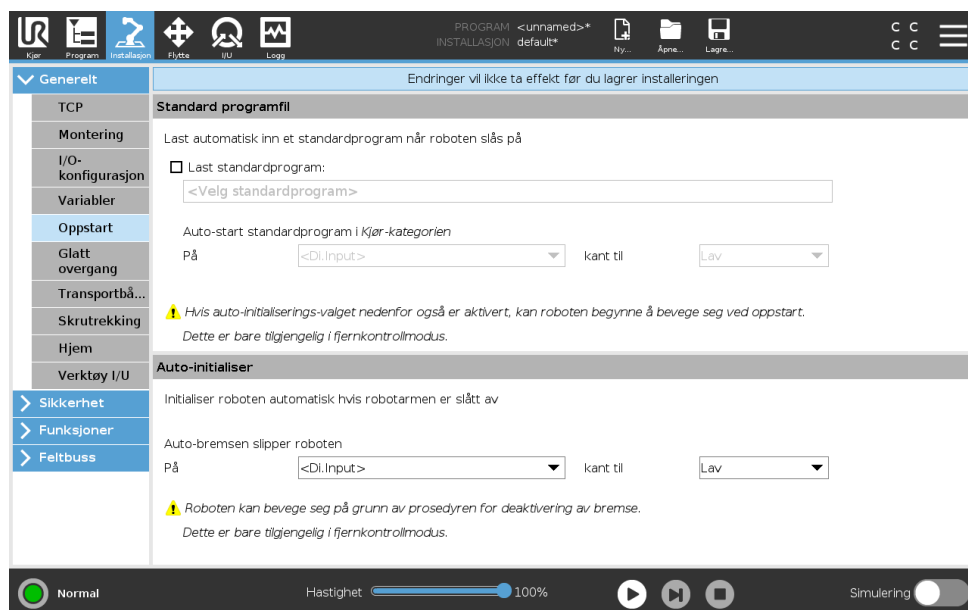 UR
PROGRAM <unnamed>*
INSTALLASJON default*
Kjør Program Installasjon Flytte I/U Logg
Ny... Åpne... Lagre...
C C
C C
Generelt
TCP
Montering
I/O-
konfigurasjon
Variabler
Oppstart
Glatt
overgang
Transportbå...
Skrutrekking
Hjem
Verktøy I/U
Sikkerhet
Funksjoner
Feltbuss
Endringer vil ikke ta effekt før du lagrer installeringen
Standard programfil
Last automatisk inn et standardprogram når roboten slås på
Last standardprogram:
<Velg standardprogram>
Auto-start standardprogram i Kjør-kategorien
På <Di.Input> kant til Lav
Hvis auto-initialiserings-valget nedenfor også er aktivert, kan roboten begynne å bevege seg ved oppstart.
Dette er bare tilgjengelig i fjernkontrollmodus.
Auto-initialiser
Initialiser roboten automatisk hvis robotarmen er slått av
Auto-bremsen slipper roboten
På <Di.Input> kant til Lav
Roboten kan bevege seg på grunn av prosedyren for deaktivering av bremse.
Dette er bare tilgjengelig i fjernkontrollmodus.
Normal
Hastighet 100%
Simulering